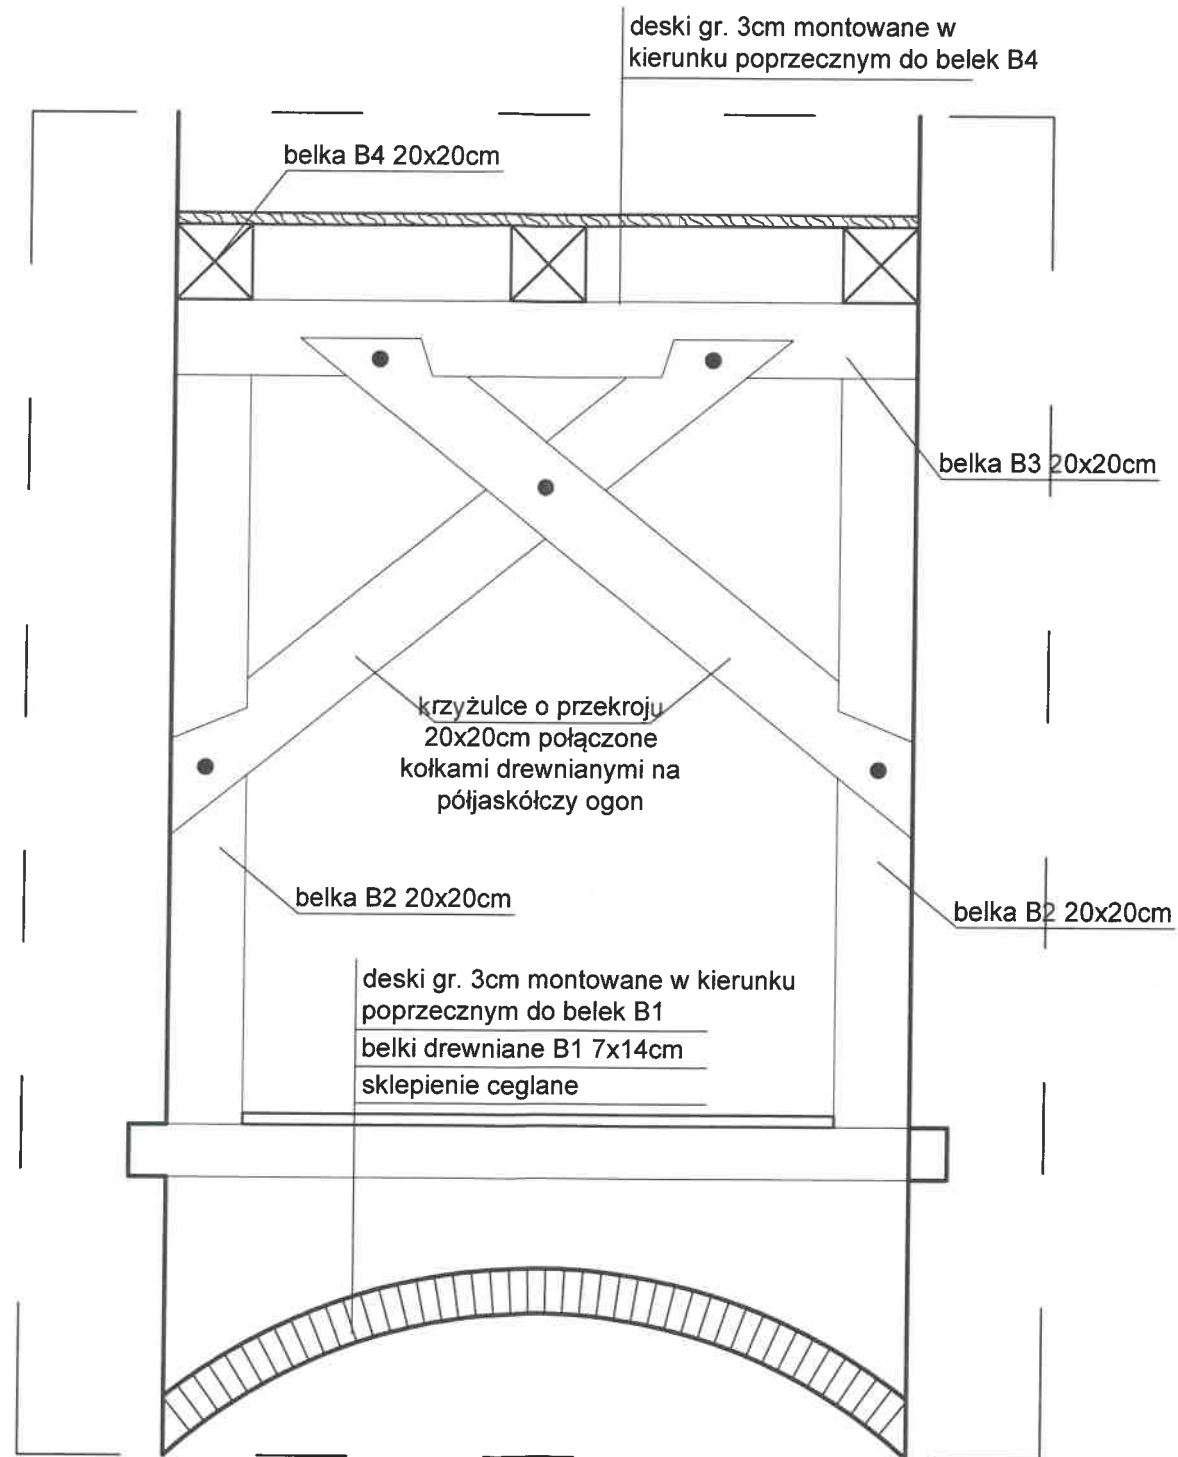 deski gr. 3cm montowane w
kierunku poprzecznym do belek B4
belka B4 20x20cm
belka B3 20x20cm
krzyżulce o przekroju
20x20cm połączone
kołkami drewnianymi na
półjaskółczy ogon
belka B2 20x20cm
belka B2 20x20cm
deski gr. 3cm montowane w kierunku
poprzecznym do belek B1
belki drewniane B1 7x14cm
sklepienie ceglane